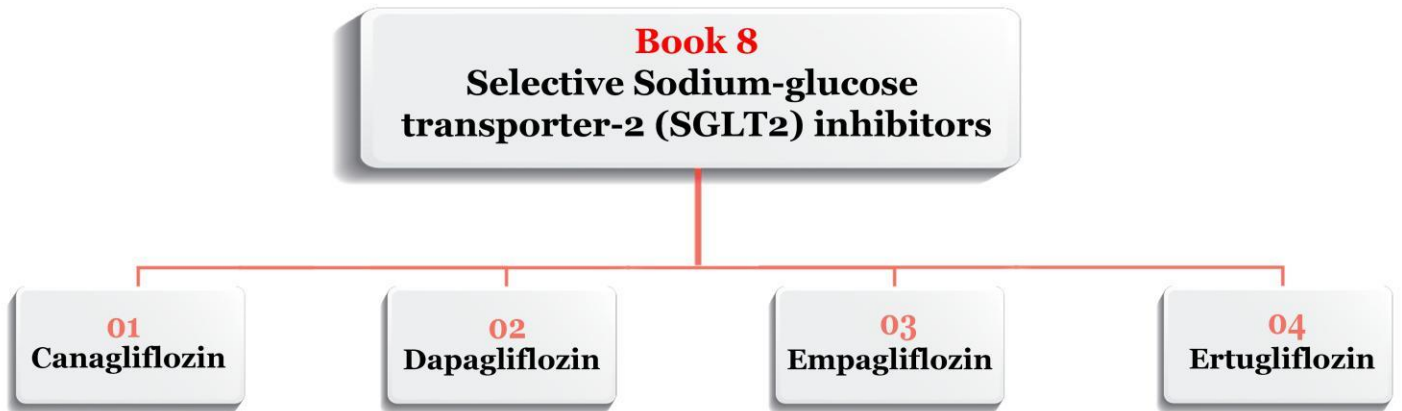 Book 8
Selective Sodium-glucose
transporter-2 (SGLT2) inhibitors
01
Canagliflozin
02
Dapagliflozin
03
Empagliflozin
04
Ertugliflozin